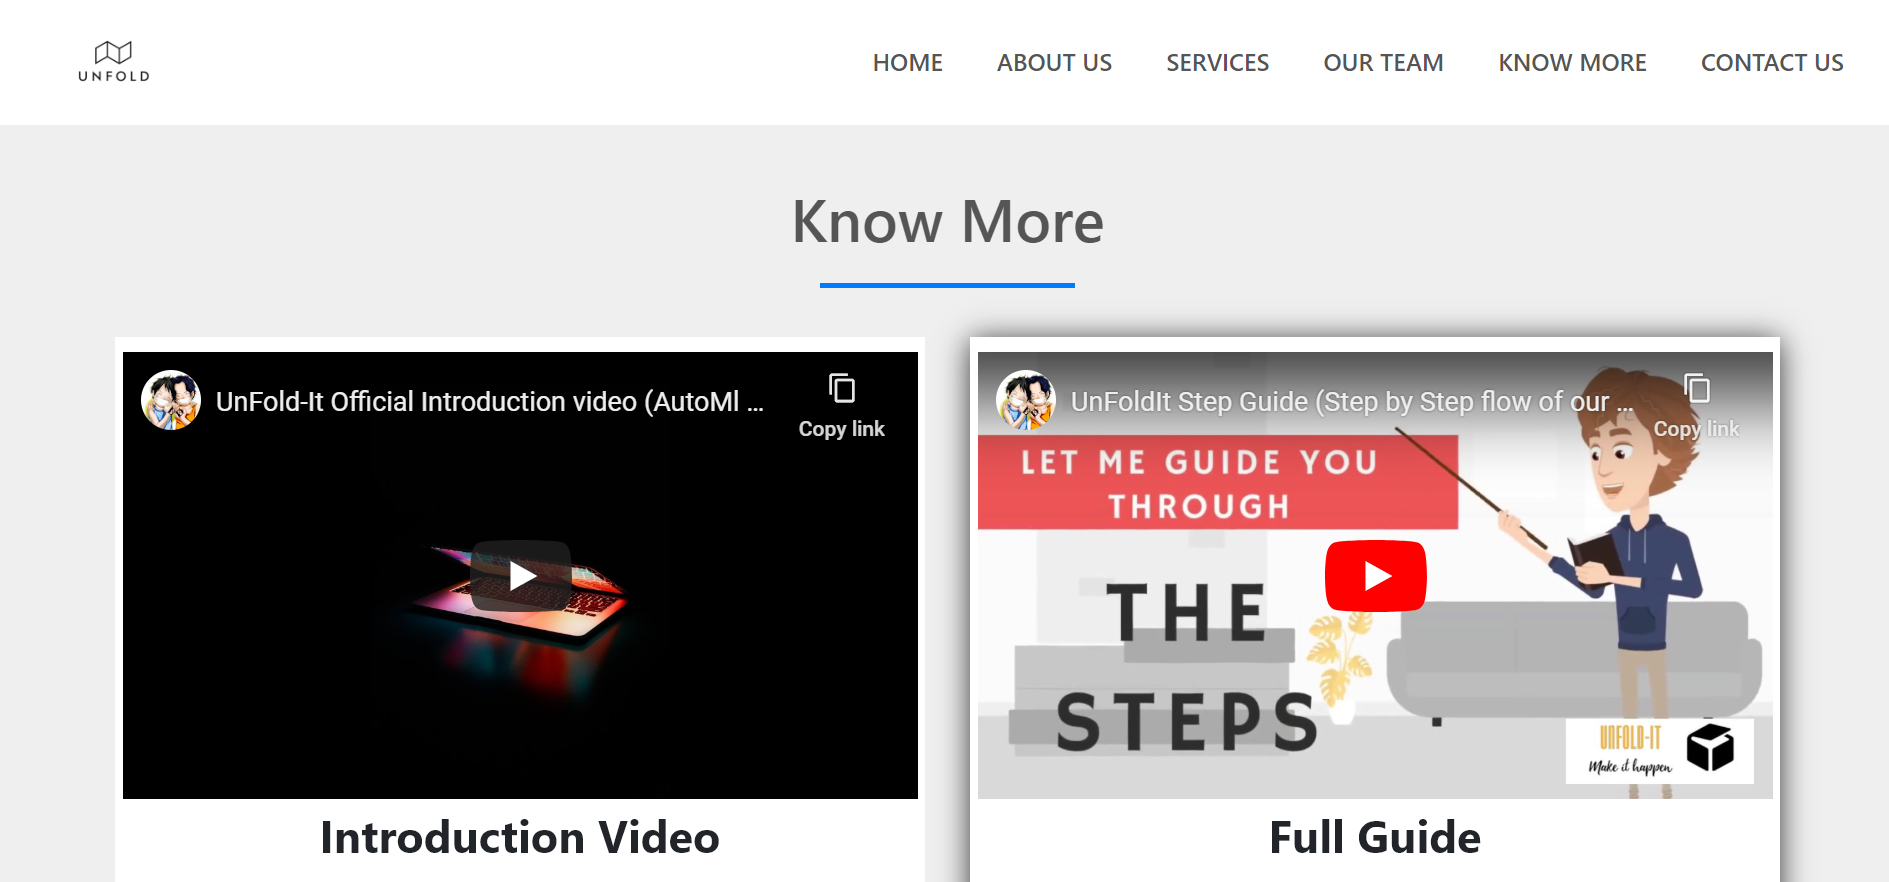 UNFOLD
HOME ABOUT US SERVICES OUR TEAM KNOW MORE CONTACT US
Know More
UnFold-It Official Introduction video (AutoMl ...
Copy link
Introduction Video
UnFoldIt Step Guide (Step by Step flow of our ...
Copy link
LET ME GUIDE YOU
THROUGH
THE
STEPS
UNFOLD-IT
Make it happen
Full Guide